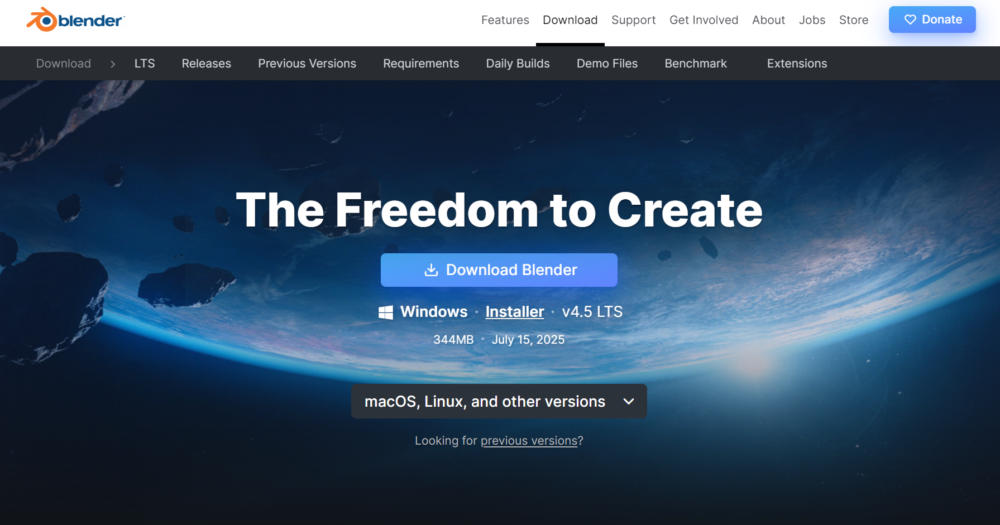 blender™
Features Download Support Get Involved About Jobs Store Donate
Download > LTS Releases Previous Versions Requirements Daily Builds Demo Files Benchmark Extensions
The Freedom to Create
Download Blender
Windows · Installer · v4.5 LTS
344MB · July 15, 2025
macOS, Linux, and other versions
Looking for previous versions?